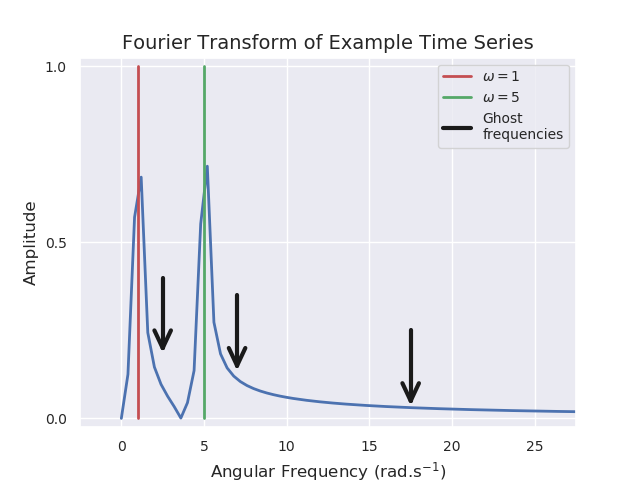 Fourier Transform of Example Time Series
1.0
0.5
0.0
Amplitude
ω = 1
ω = 5
Ghost
frequencies
0 5 10 15 20 25
Angular Frequency (rad.s⁻¹)